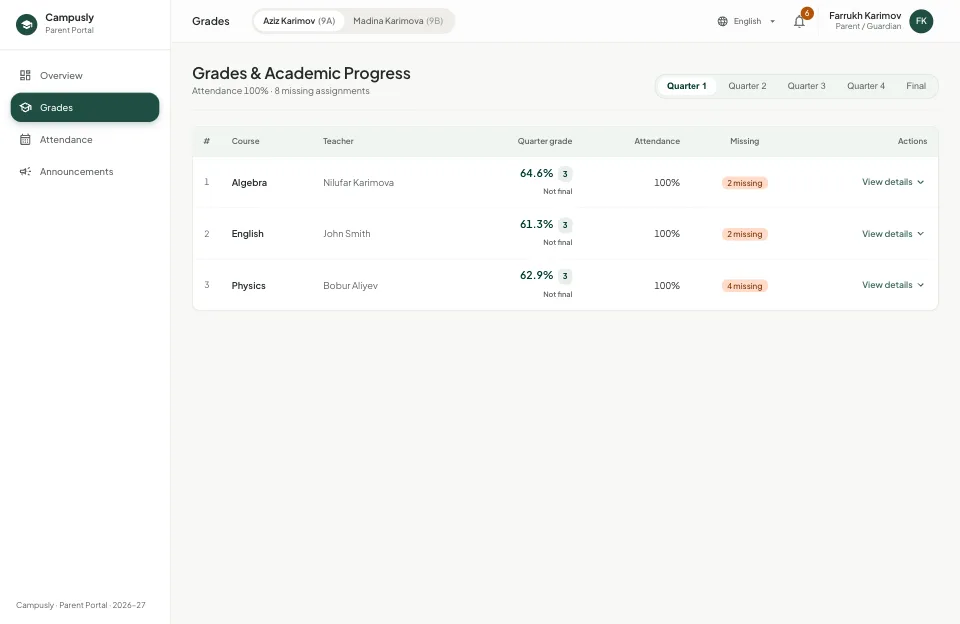 Campusly
Parent Portal
Overview
Grades
Attendance
Announcements
Campusly · Parent Portal · 2026–27
Grades
Aziz Karimov (9A)
Madina Karimova (9B)
English
6
Farrukh Karimov
Parent / Guardian
FK
Grades & Academic Progress
Attendance 100% · 8 missing assignments
Quarter 1
Quarter 2
Quarter 3
Quarter 4
Final
# Course Teacher Quarter grade Attendance Missing Actions
1 Algebra Nilufar Karimova 64.6% 3 100% 2 missing View details
Not final
2 English John Smith 61.3% 3 100% 2 missing View details
Not final
3 Physics Bobur Aliyev 62.9% 3 100% 4 missing View details
Not final